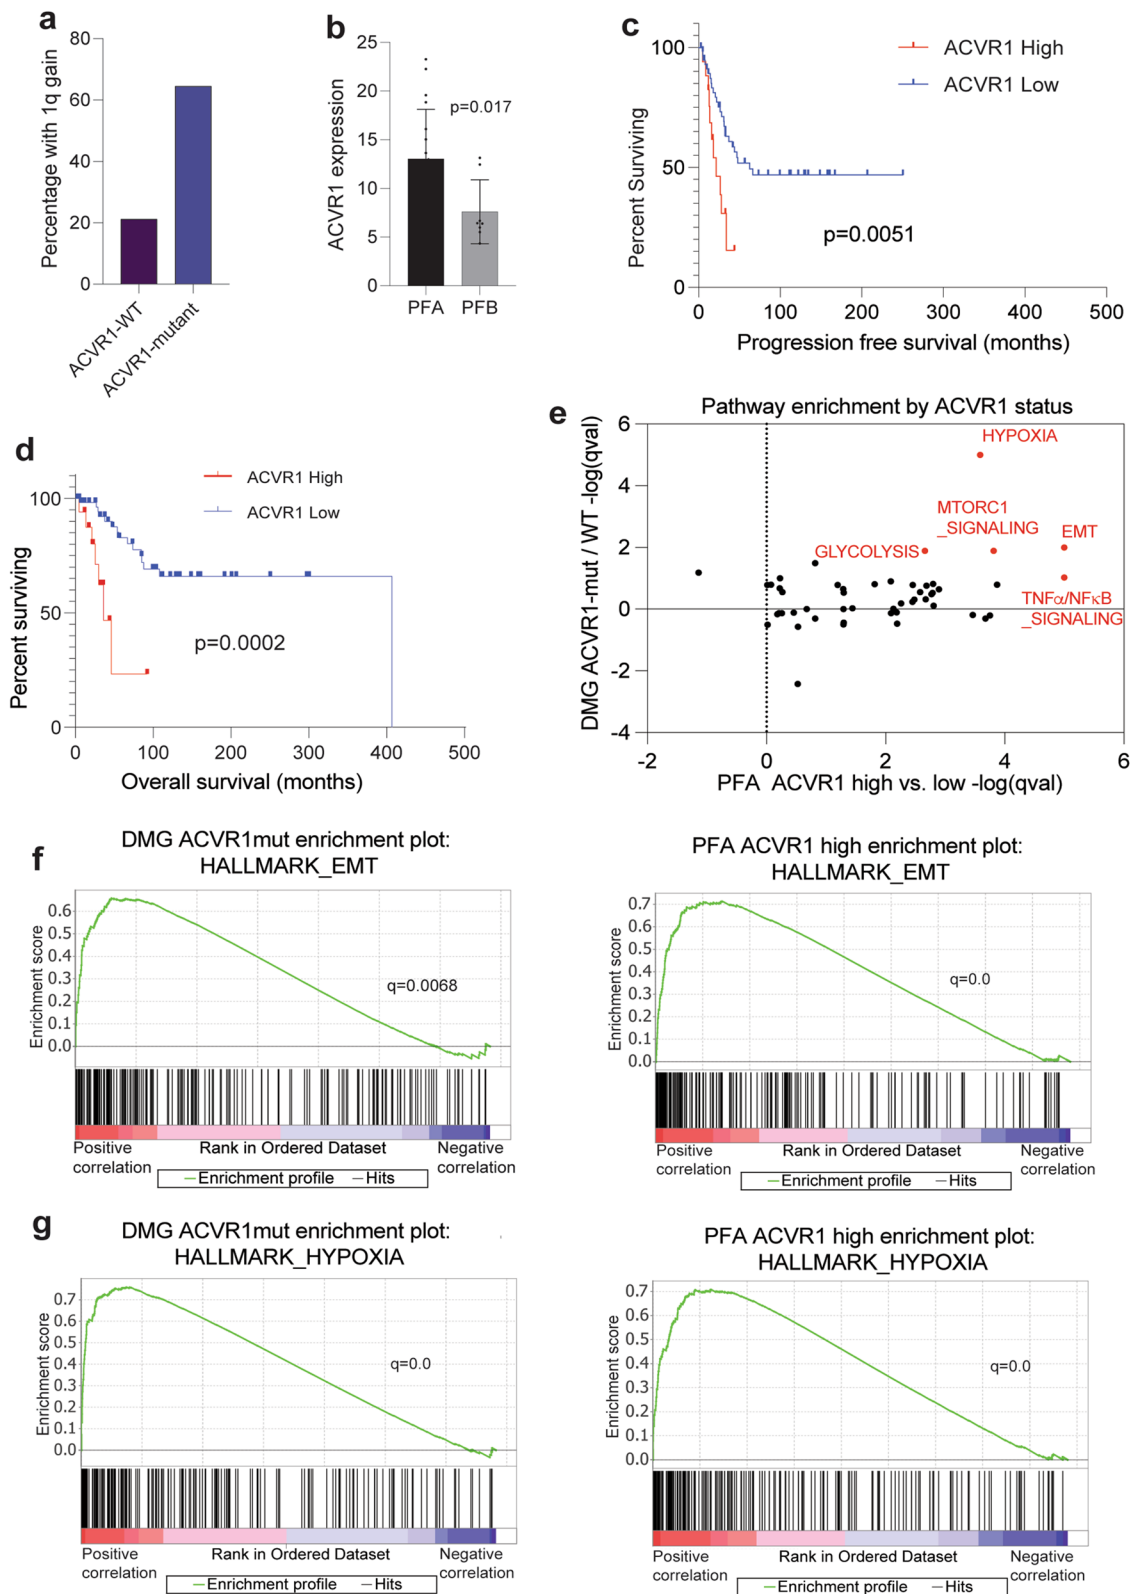 a
80
60
40
20
0
Percentage with 1q gain
ACVR1-WT
ACVR1-mutant
b
25
20
15
10
5
0
ACVR1 expression
p=0.017
PFA
PFB
c
100
50
0
Percent Surviving
ACVR1 High
ACVR1 Low
p=0.0051
0 100 200 300 400 500
Progression free survival (months)
d
100
50
0
Percent surviving
ACVR1 High
ACVR1 Low
p=0.0002
0 100 200 300 400 500
Overall survival (months)
e
Pathway enrichment by ACVR1 status
6
4
2
0
-2
-4
DMG ACVR1-mut / WT -log(qval)
HYPOXIA
MTORC1
_SIGNALING
EMT
GLYCOLYSIS
TNFα/NFκB
_SIGNALING
-2 0 2 4 6
PFA ACVR1 high vs. low -log(qval)
f
DMG ACVR1mut enrichment plot:
HALLMARK_EMT
0.6
0.5
0.4
0.3
0.2
0.1
0.0
Enrichment score
q=0.0068
Positive
correlation
Rank in Ordered Dataset
Negative
correlation
Enrichment profile
Hits
PFA ACVR1 high enrichment plot:
HALLMARK_EMT
0.7
0.6
0.5
0.4
0.3
0.2
0.1
0.0
Enrichment score
q=0.0
Positive
correlation
Rank in Ordered Dataset
Negative
correlation
Enrichment profile
Hits
g
DMG ACVR1mut enrichment plot:
HALLMARK_HYPOXIA
0.7
0.6
0.5
0.4
0.3
0.2
0.1
0.0
Enrichment score
q=0.0
Positive
correlation
Rank in Ordered Dataset
Negative
correlation
Enrichment profile
Hits
PFA ACVR1 high enrichment plot:
HALLMARK_HYPOXIA
0.7
0.6
0.5
0.4
0.3
0.2
0.1
0.0
Enrichment score
q=0.0
Positive
correlation
Rank in Ordered Dataset
Negative
correlation
Enrichment profile
Hits